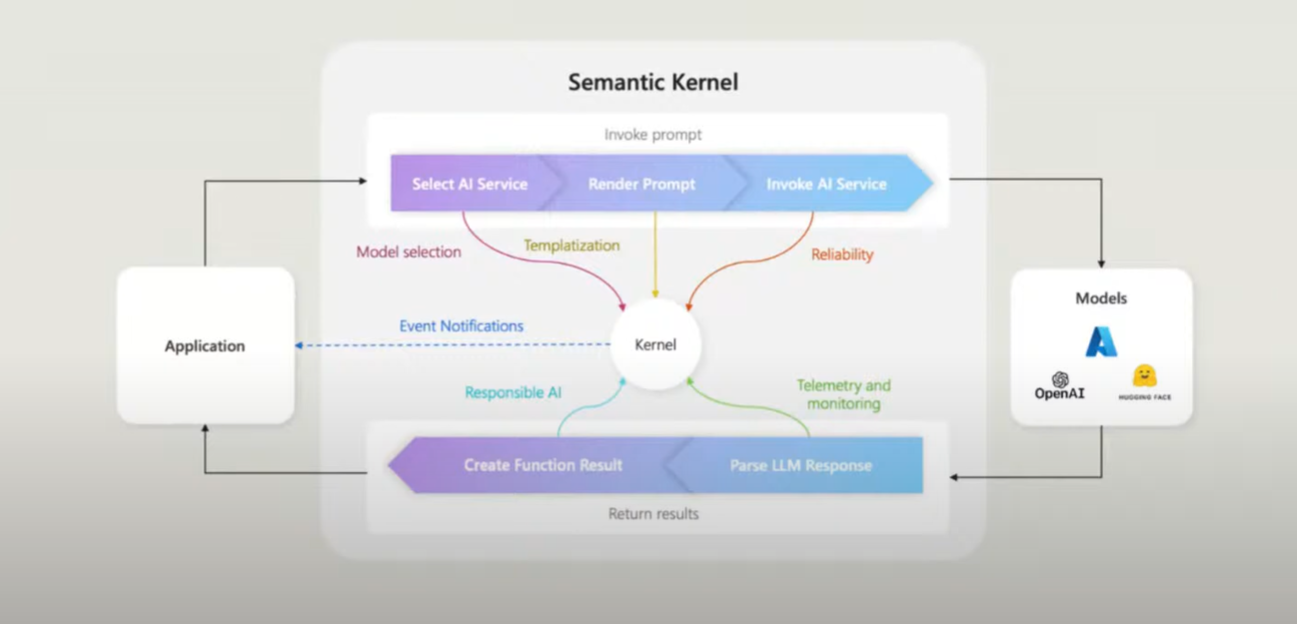 Semantic Kernel
Invoke prompt
Select AI Service
Render Prompt
Invoke AI Service
Model selection
Templatization
Reliability
Application
Event Notifications
Kernel
Models
OpenAI
HUGGING FACE
Responsible AI
Telemetry and
monitoring
Create Function Result
Parse LLM Response
Return results